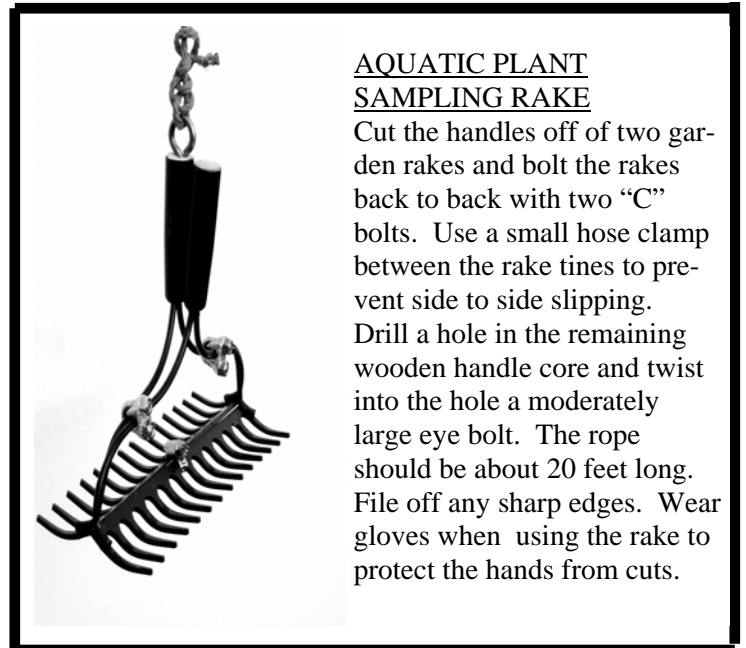 AQUATIC PLANT
SAMPLING RAKE
Cut the handles off of two gar-
den rakes and bolt the rakes
back to back with two “C”
bolts.  Use a small hose clamp
between the rake tines to pre-
vent side to side slipping.
Drill a hole in the remaining
wooden handle core and twist
into the hole a moderately
large eye bolt.  The rope
should be about 20 feet long.
File off any sharp edges.  Wear
gloves when  using the rake to
protect the hands from cuts.